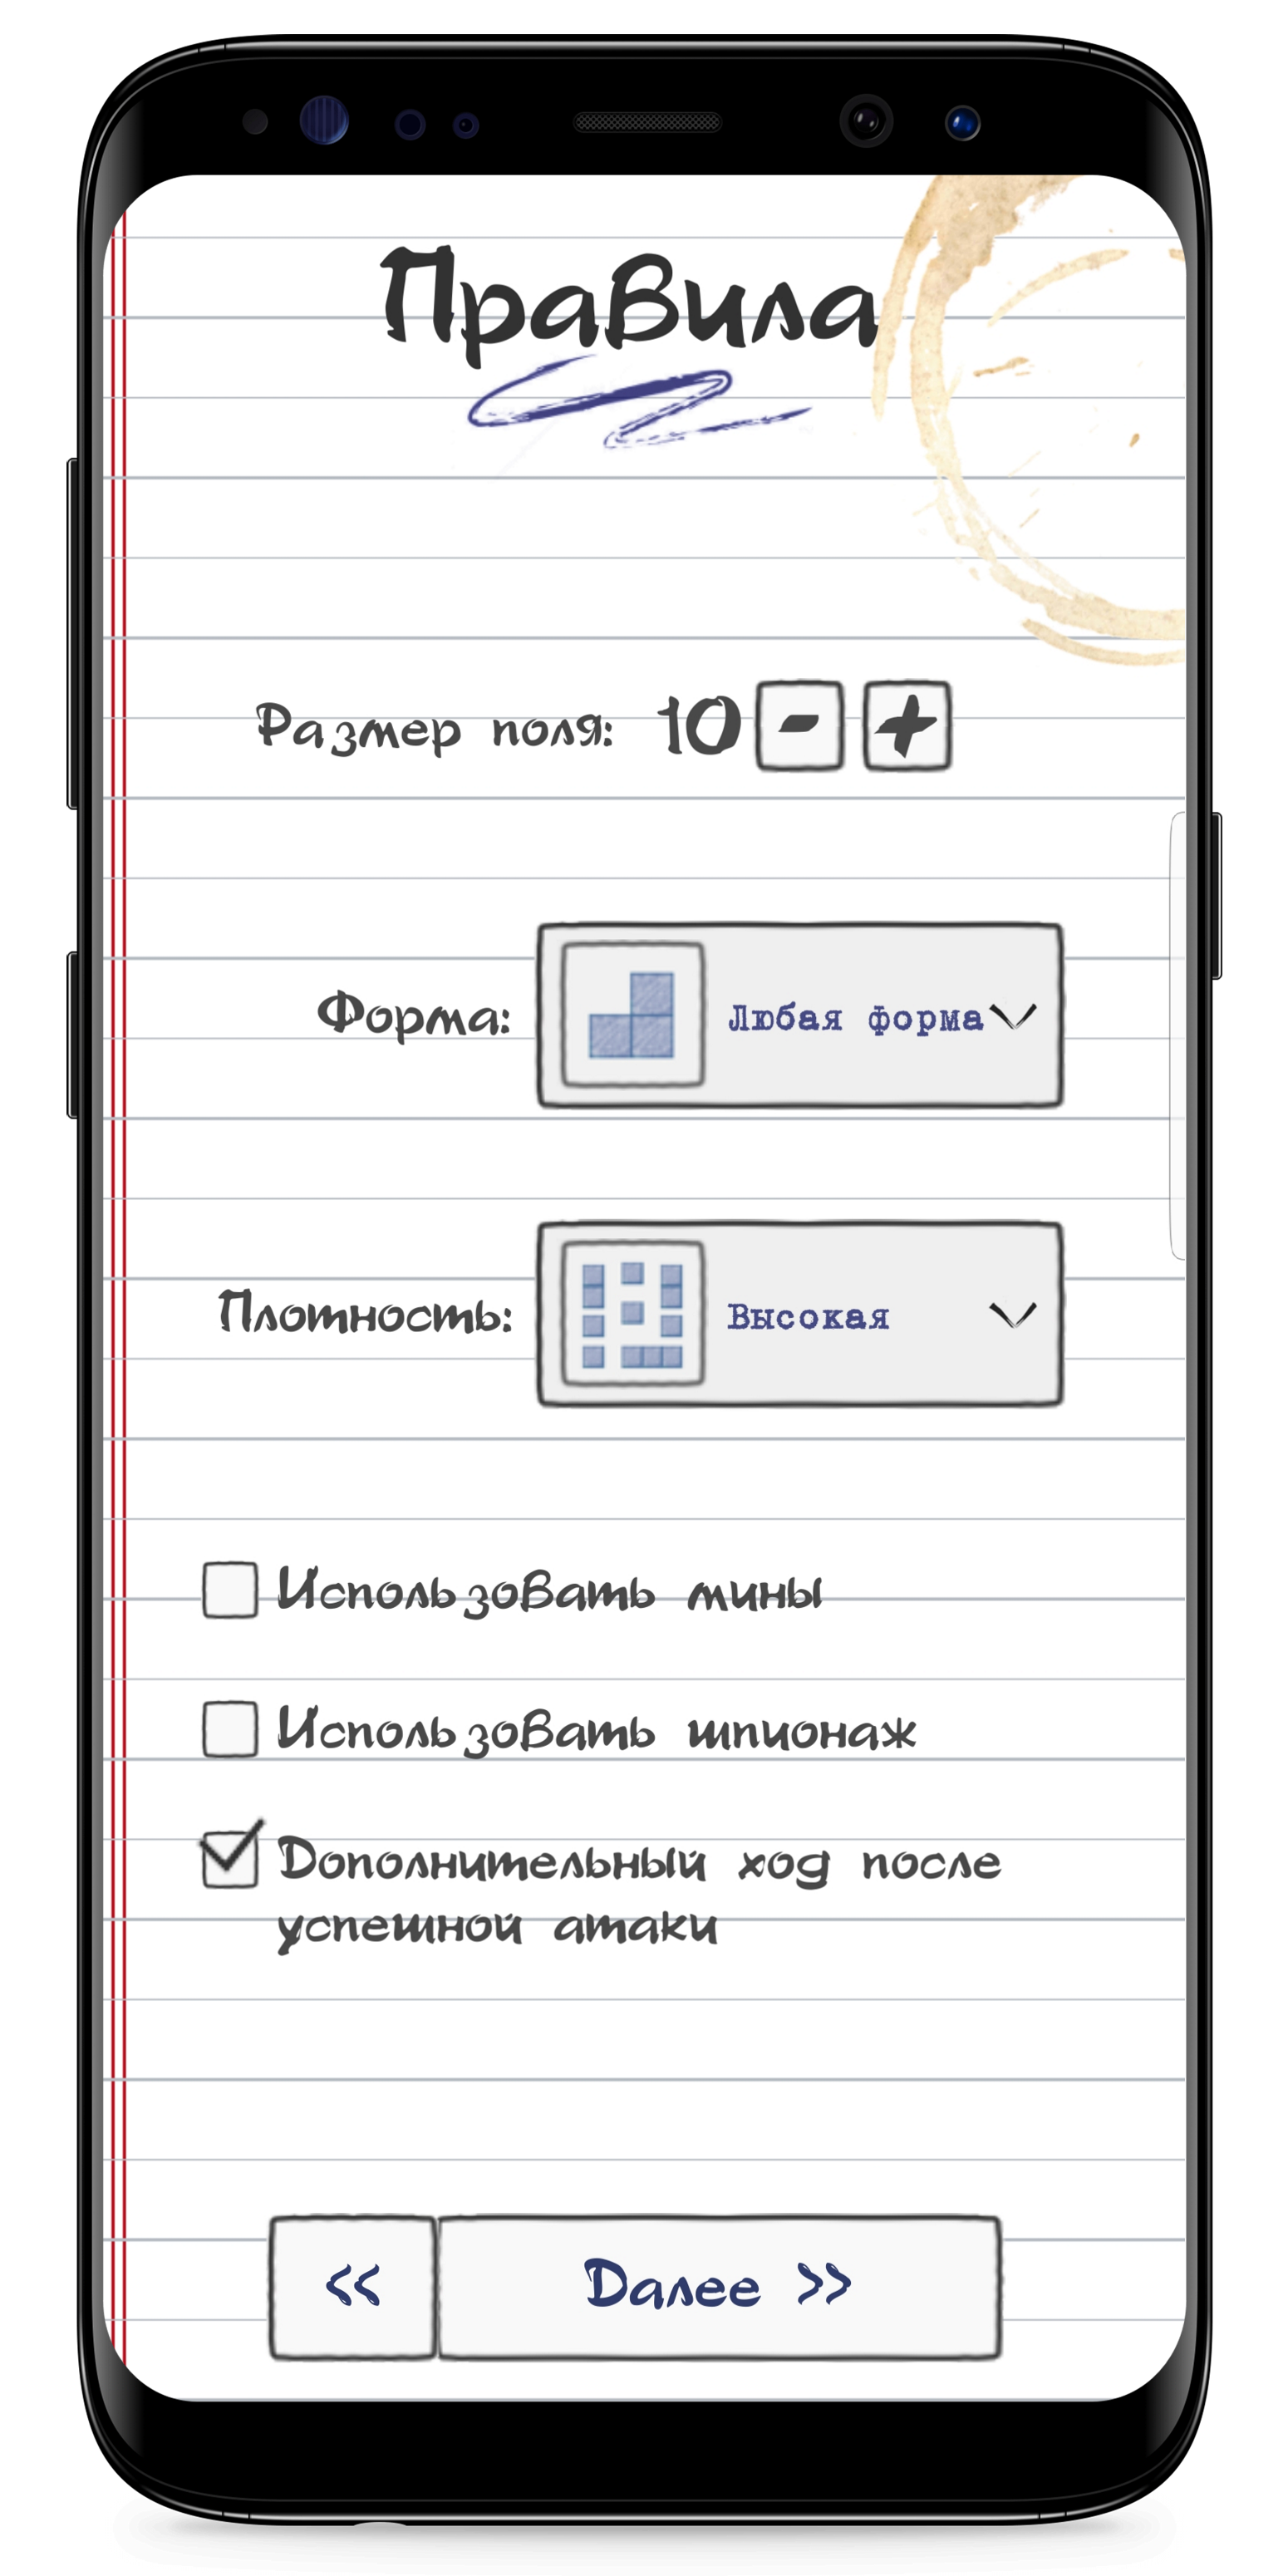 Правила
Размер поля: 10 - +
Форма: Любая форма
Плотность: Высокая
Использовать мины
Использовать шпионаж
Дополнительный ход после
успешной атаки
<< Далее >>